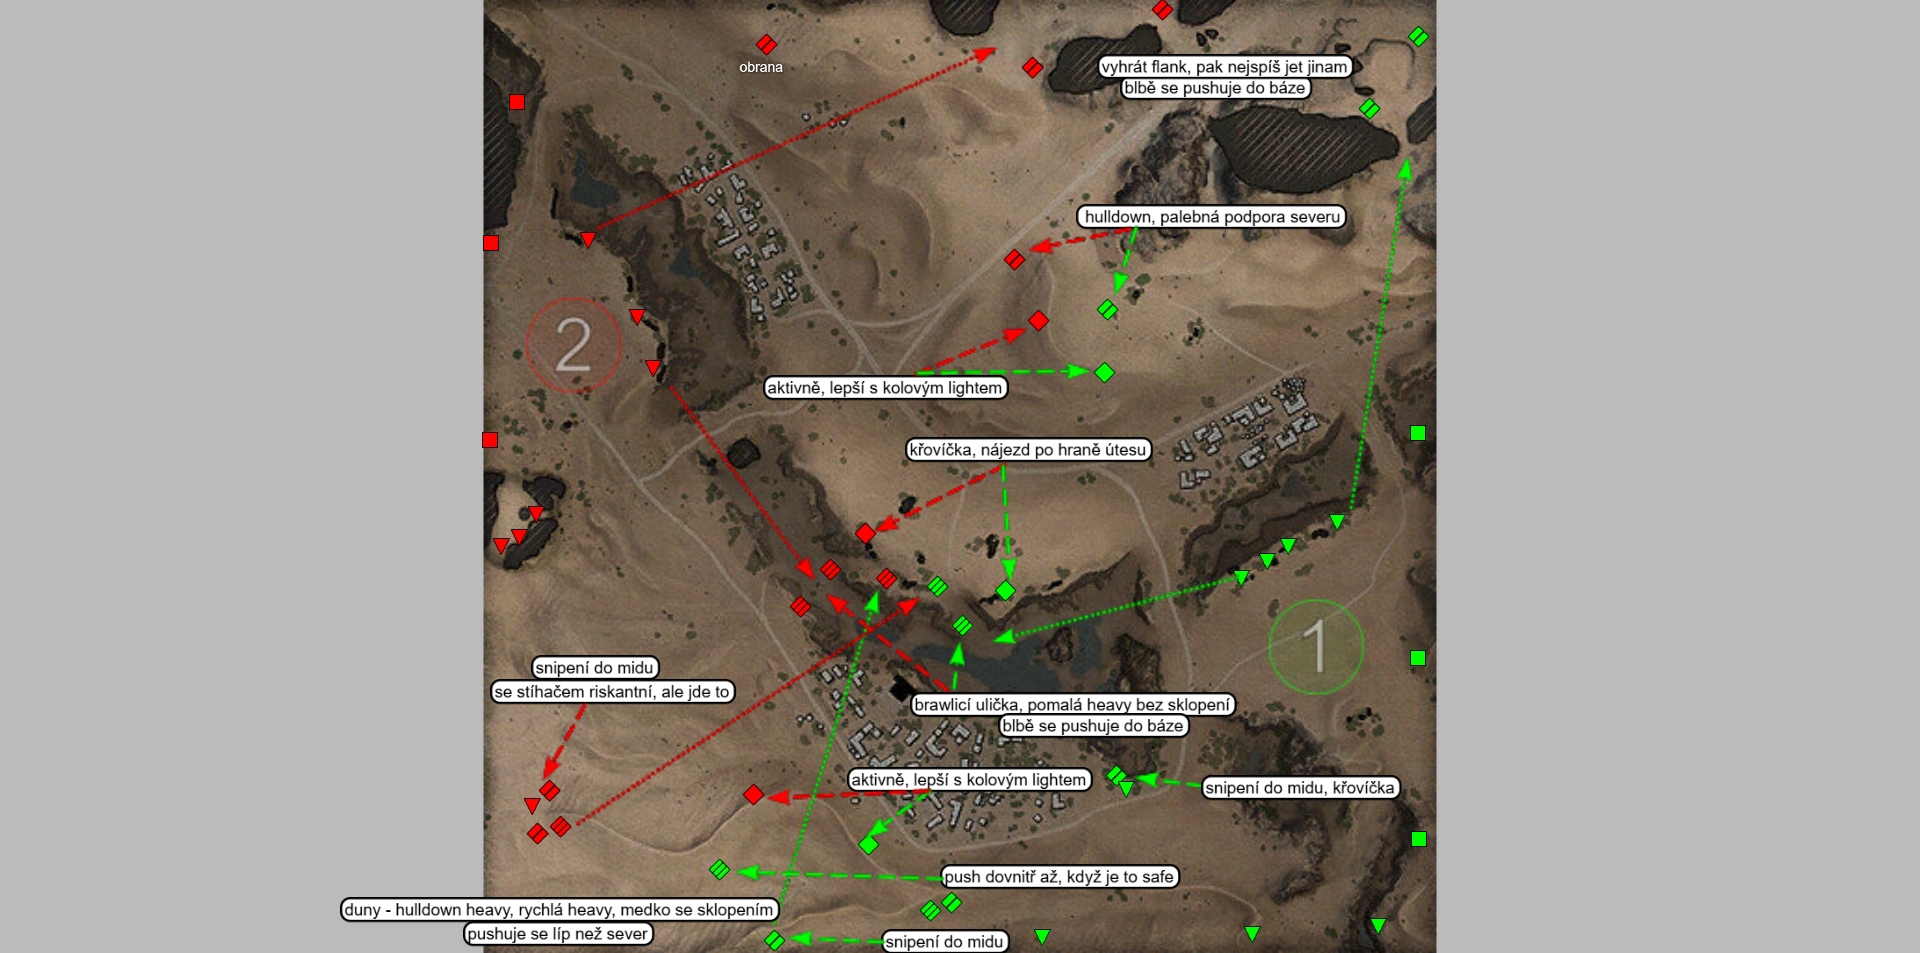 obrana
vyhrát flank, pak nejspíš jet jinam
blbě se pushuje do báze
hulldown, palebná podpora severu
2
aktivně, lepší s kolovým lightem
křovíčka, nájezd po hraně útesu
1
snipení do midu
se stíhačem riskantní, ale jde to
brawlicí ulička, pomalá heavy bez sklopení
blbě se pushuje do báze
aktivně, lepší s kolovým lightem
snipení do midu, křovíčka
push dovnitř až, když je to safe
duny - hulldown heavy, rychlá heavy, medko se sklopením
pushuje se líp než sever
snipení do midu